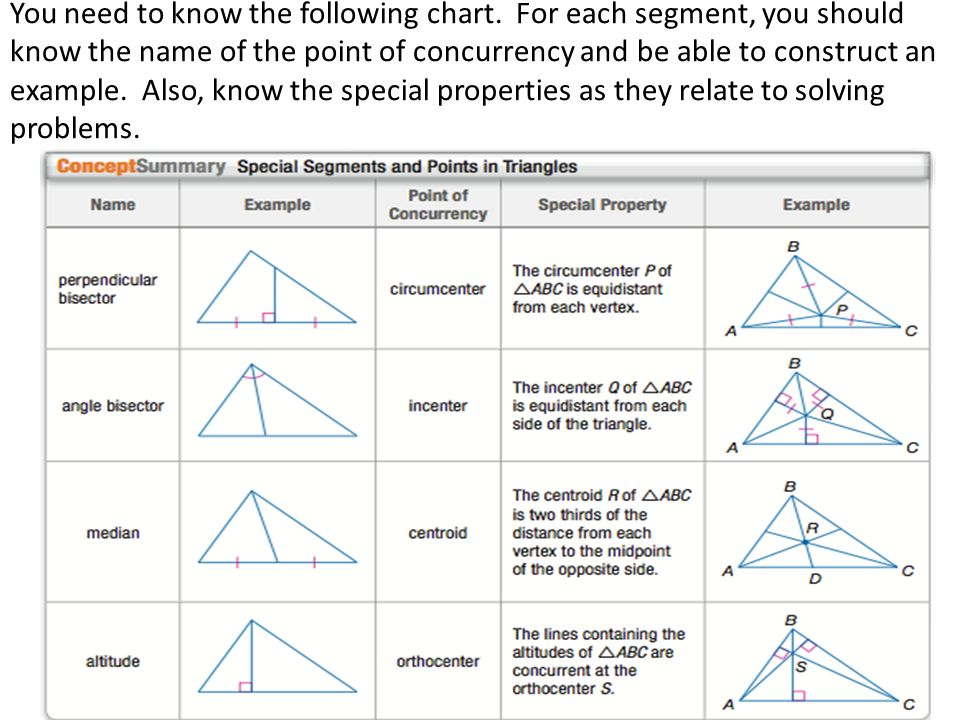 You need to know the following chart.  For each segment, you should
know the name of the point of concurrency and be able to construct an
example.  Also, know the special properties as they relate to solving
problems.
ConceptSummary Special Segments and Points in Triangles
Name Example Point of Concurrency Special Property Example
perpendicular bisector
circumcenter
The circumcenter P of
△ABC is equidistant
from each vertex.
B
P
A C
angle bisector
incenter
The incenter Q of △ABC
is equidistant from each
side of the triangle.
B
Q
A C
median
centroid
The centroid R of △ABC
is two thirds of the
distance from each
vertex to the midpoint
of the opposite side.
B
R
A C
D
altitude
orthocenter
The lines containing the
altitudes of △ABC are
concurrent at the
orthocenter S.
B
S
A C